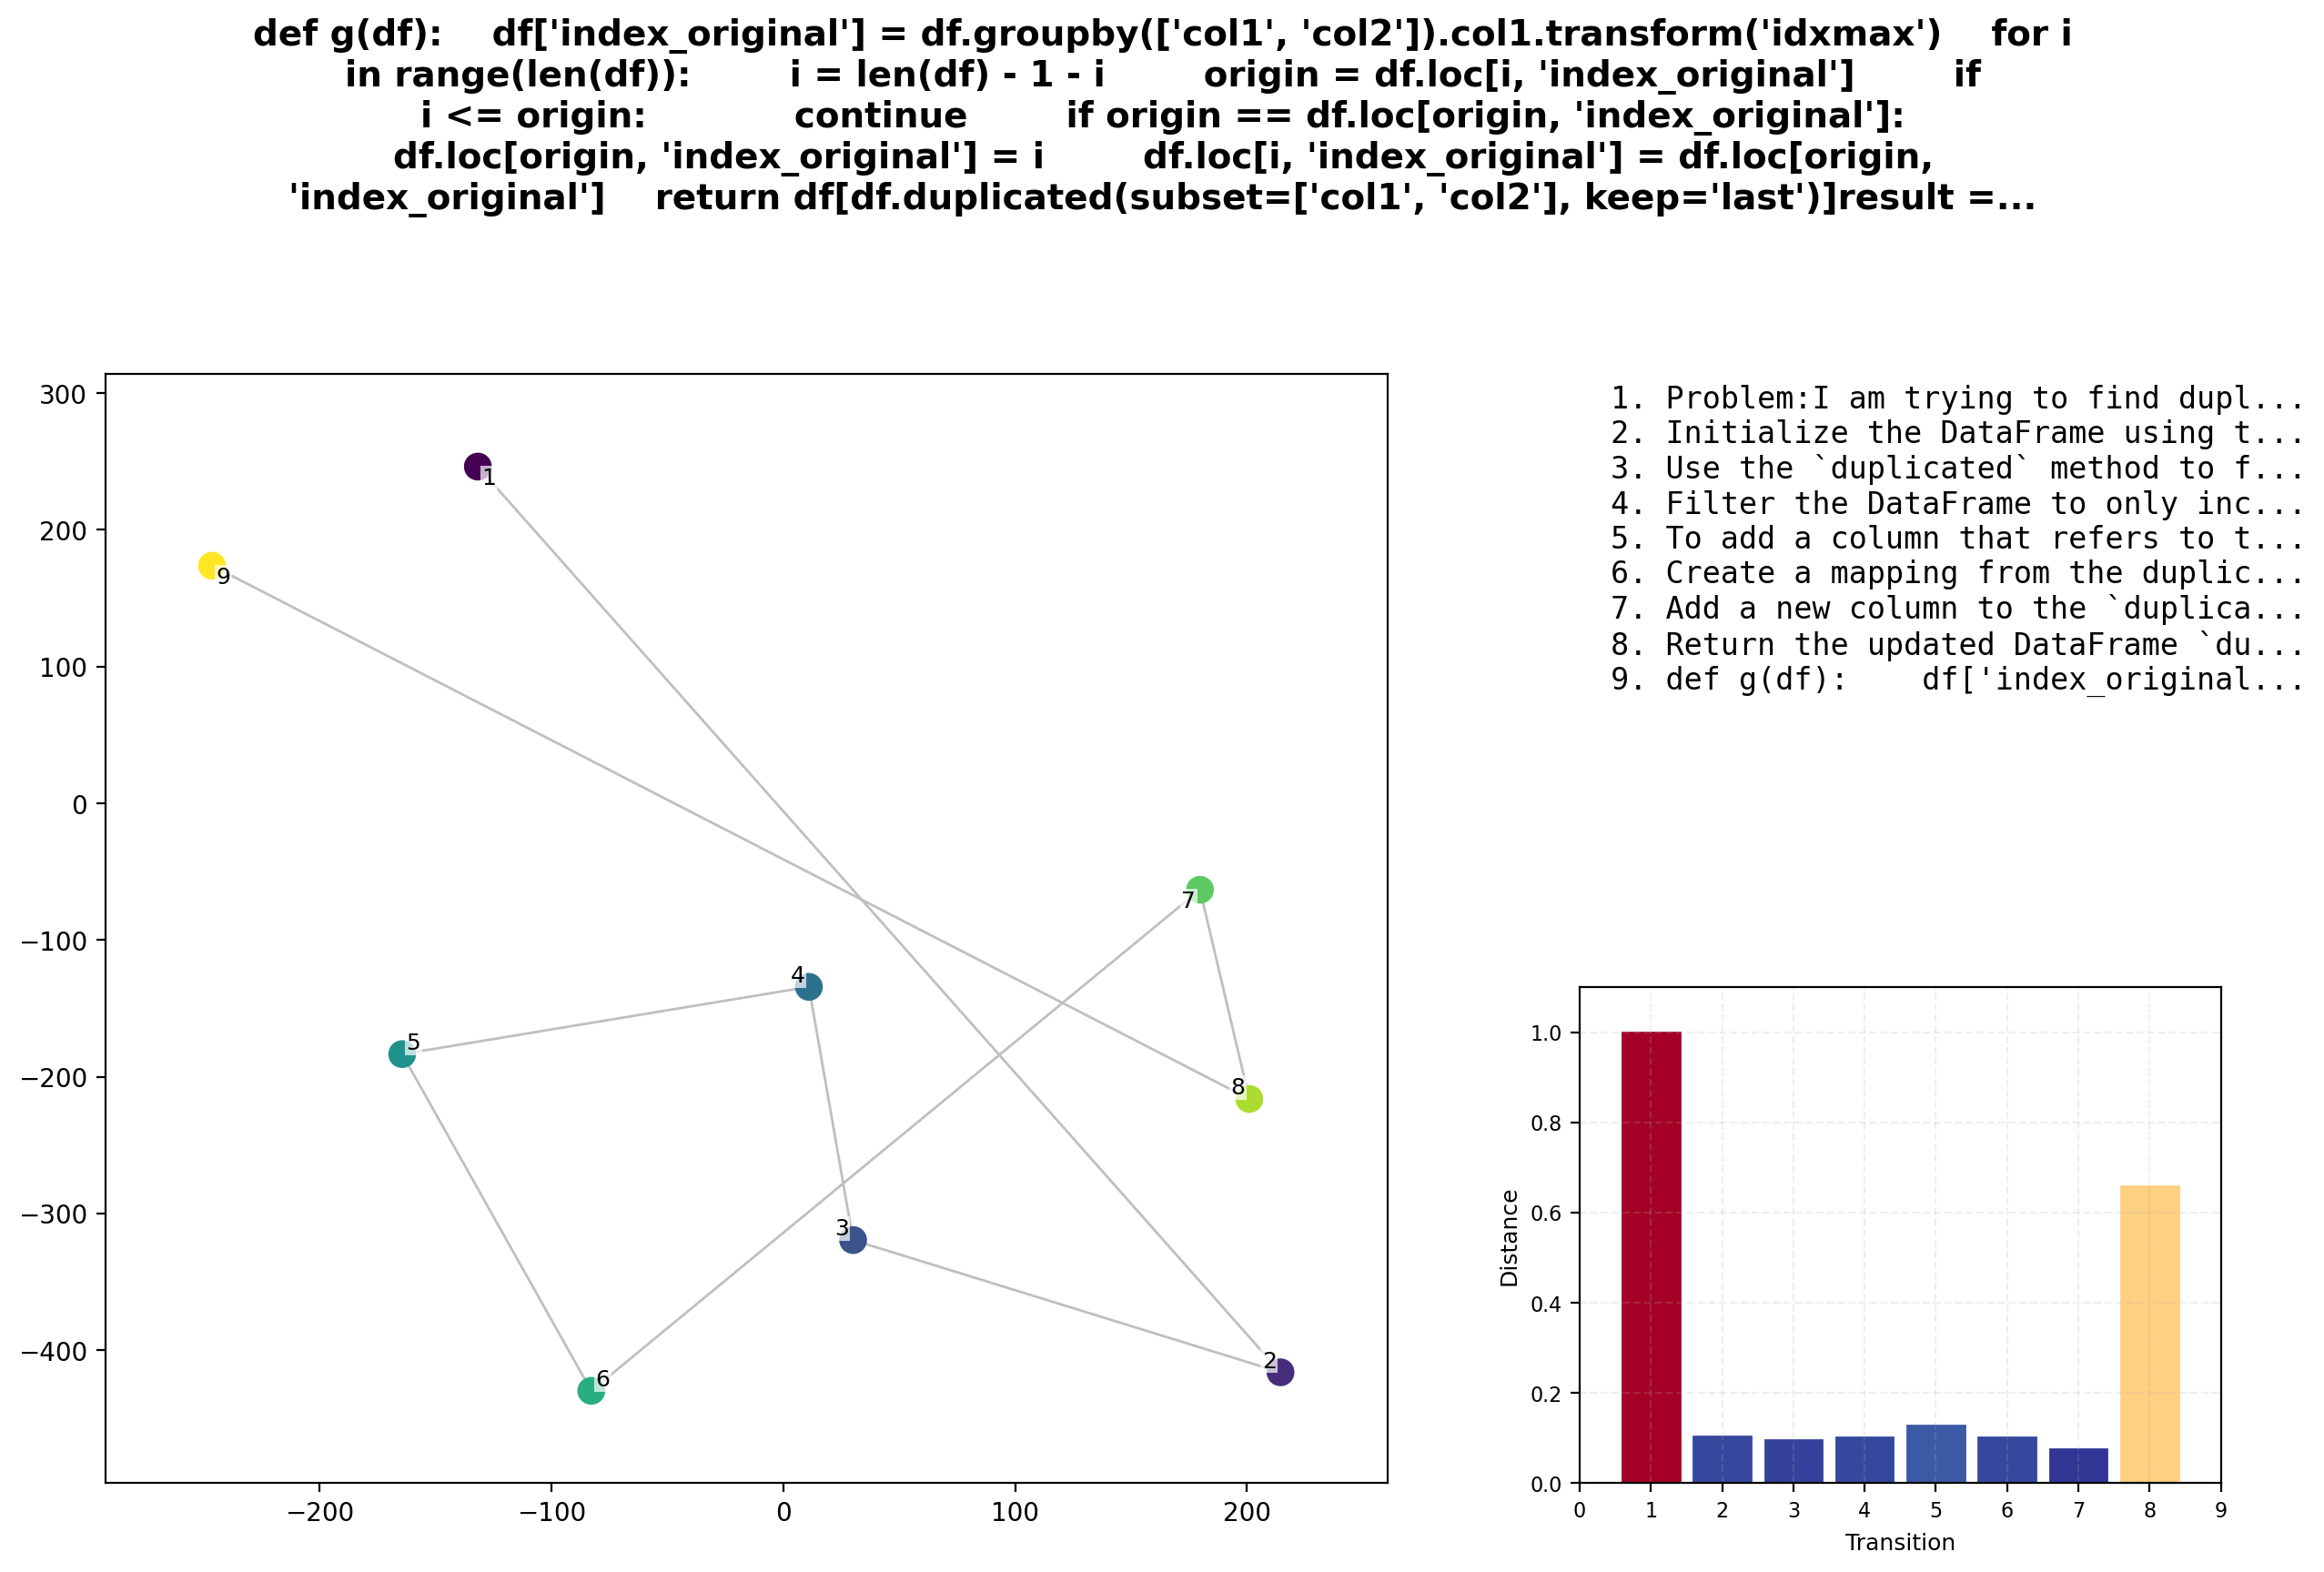 def g(df):    df['index_original'] = df.groupby(['col1', 'col2']).col1.transform('idxmax')    for i
in range(len(df)):        i = len(df) - 1 - i        origin = df.loc[i, 'index_original']        if
i <= origin:            continue        if origin == df.loc[origin, 'index_original']:
df.loc[origin, 'index_original'] = i        df.loc[i, 'index_original'] = df.loc[origin,
'index_original']    return df[df.duplicated(subset=['col1', 'col2'], keep='last')]result =...
300
200
100
0
−100
−200
−300
−400
−200
−100
0
100
200
1
9
7
4
5
8
3
2
6
1. Problem:I am trying to find dupl...
2. Initialize the DataFrame using t...
3. Use the `duplicated` method to f...
4. Filter the DataFrame to only inc...
5. To add a column that refers to t...
6. Create a mapping from the duplic...
7. Add a new column to the `duplica...
8. Return the updated DataFrame `du...
9. def g(df):    df['index_original...
Distance
1.0
0.8
0.6
0.4
0.2
0.0
0 1 2 3 4 5 6 7 8 9
Transition